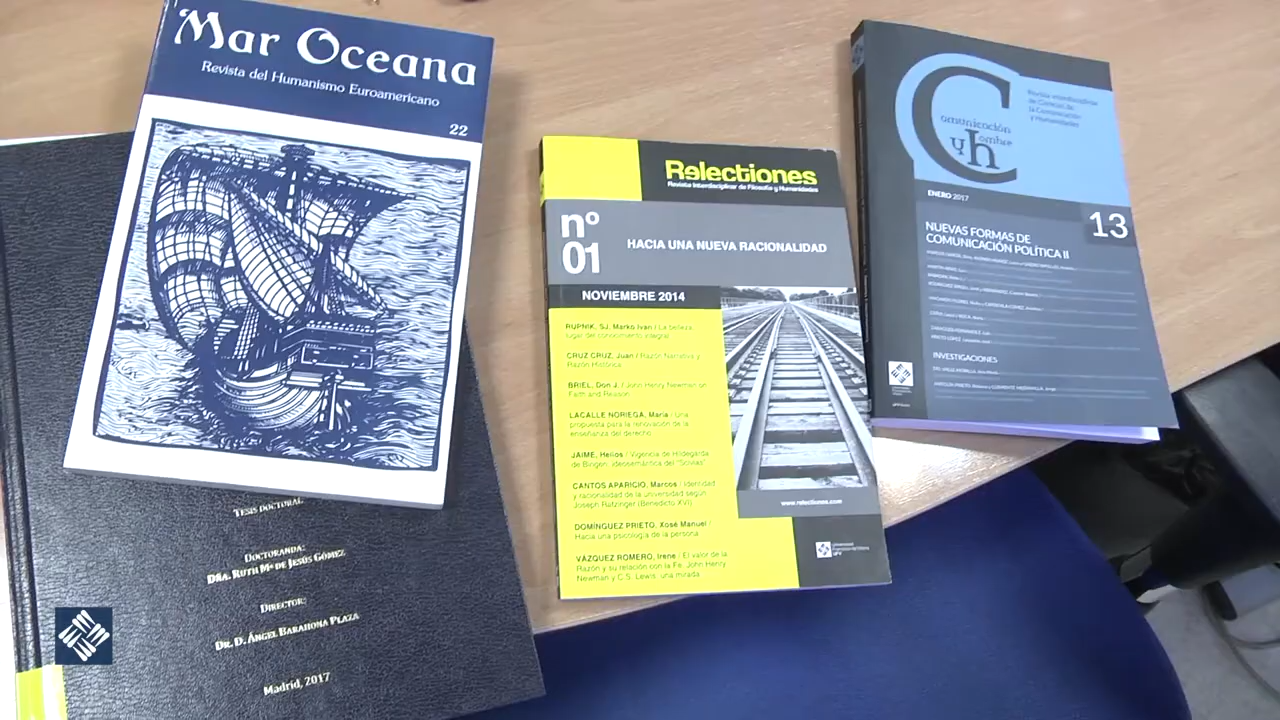 Mar Oceana
Revista del Humanismo Euroamericano
22
TESIS DOCTORAL
DOCTORANDA:
DÑA. RUTH Mª DE JESÚS GÓMEZ
DIRECTOR:
DR. D. ÁNGEL BARAHONA PLAZA
Madrid, 2017
Relectiones
Revista Interdisciplinar de Filosofía y Humanidades
nº
01
HACIA UNA NUEVA RACIONALIDAD
NOVIEMBRE 2014
RUPNIK, SJ, Marko Ivan / La belleza,
lugar del conocimiento integral
CRUZ CRUZ, Juan / Razón Narrativa y
Razón Histórica
BRIEL, Don J. / John Henry Newman on
Faith and Reason
LACALLE NORIEGA, María / Una
propuesta para la renovación de la
enseñanza del derecho
JAIME, Helios / Vigencia de Hildegarda
de Bingen: ideosemántica del "Scivias"
CANTOS APARICIO, Marcos / Identidad
y racionalidad de la universidad según
Joseph Ratzinger (Benedicto XVI)
DOMÍNGUEZ PRIETO, Xosé Manuel /
Hacia una psicología de la persona
VÁZQUEZ ROMERO, Irene / El valor de la
Razón y su relación con la Fe. John Henry
Newman y C.S. Lewis, una mirada
www.relectiones.com
Comunicación
y hombre
Revista Interdisciplinar
de Ciencias de
la Comunicación
y Humanidades
ENERO 2017
13
NUEVAS FORMAS DE
COMUNICACIÓN POLÍTICA II
INVESTIGACIONES